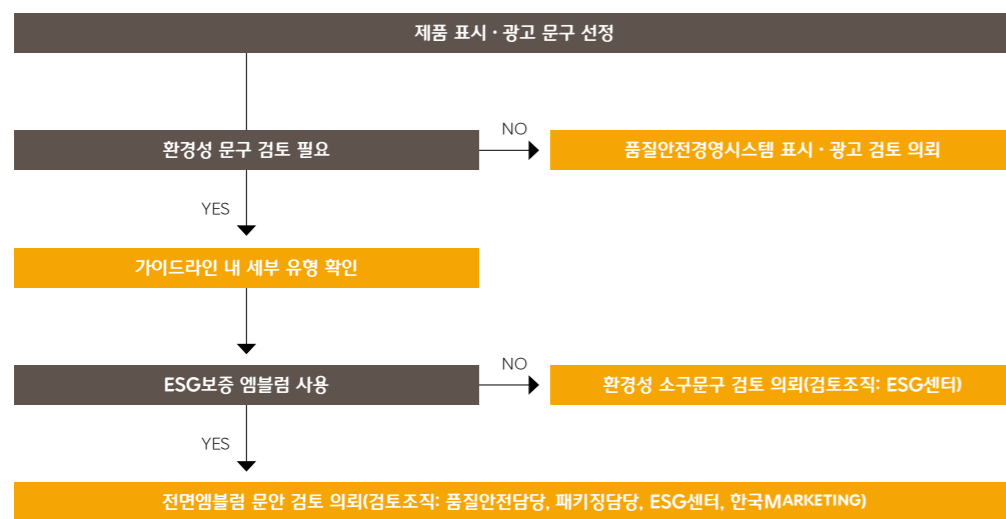 제품 표시 · 광고 문구 선정
환경성 문구 검토 필요
NO
품질안전경영시스템 표시 · 광고 검토 의뢰
YES
가이드라인 내 세부 유형 확인
ESG보증 엠블럼 사용
NO
환경성 소구문구 검토 의뢰(검토조직: ESG센터)
YES
전면엠블럼 문안 검토 의뢰(검토조직: 품질안전담당, 패키징담당, ESG센터, 한국MARKETING)